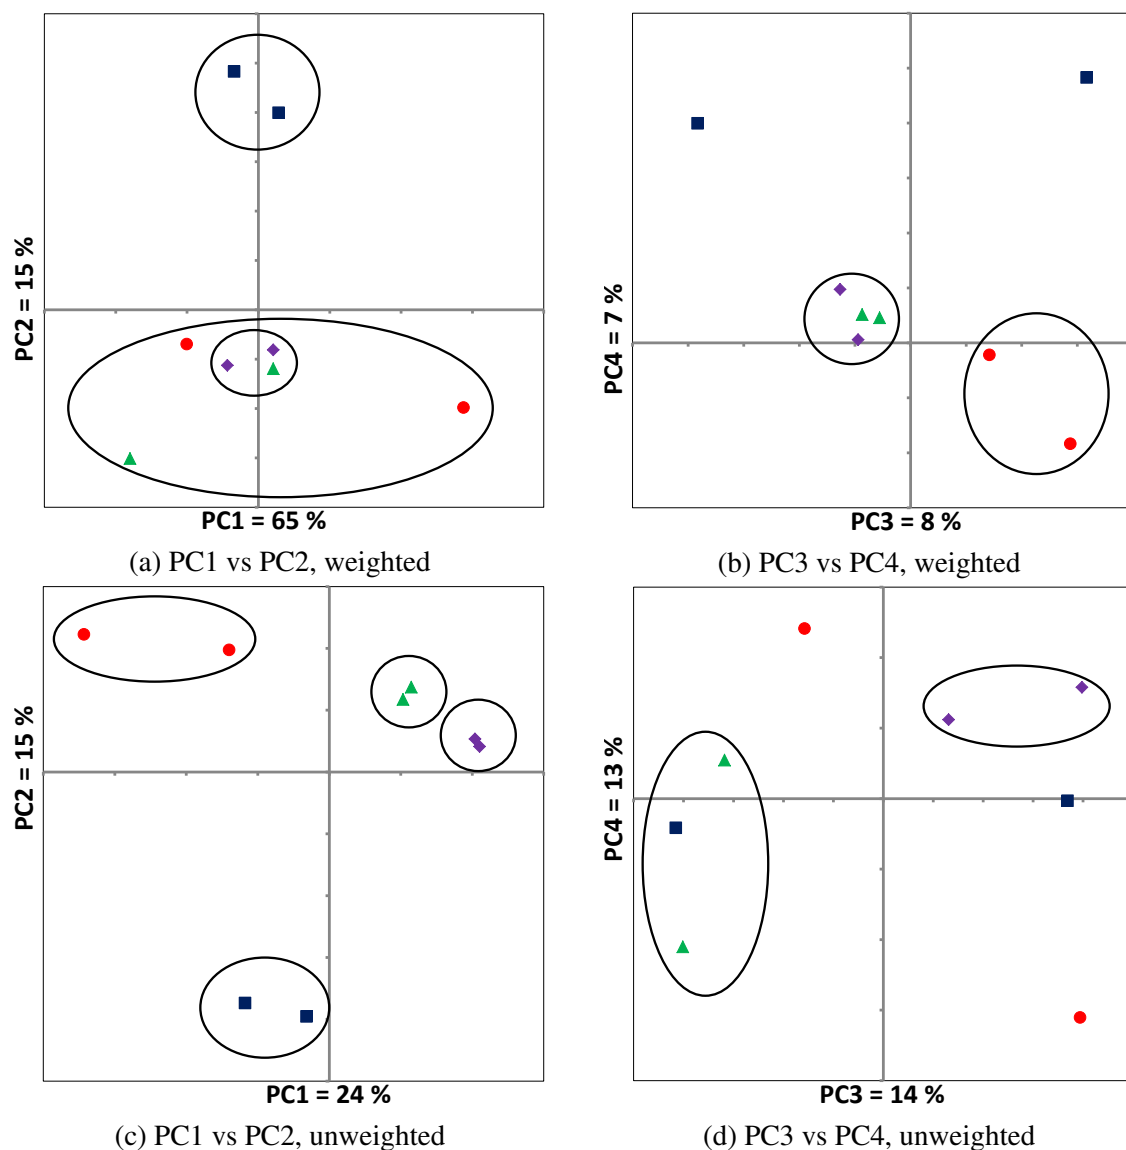 PC2 = 15 %
PC1 = 65 %
(a) PC1 vs PC2, weighted
PC4 = 7 %
PC3 = 8 %
(b) PC3 vs PC4, weighted
PC2 = 15 %
PC1 = 24 %
(c) PC1 vs PC2, unweighted
PC4 = 13 %
PC3 = 14 %
(d) PC3 vs PC4, unweighted